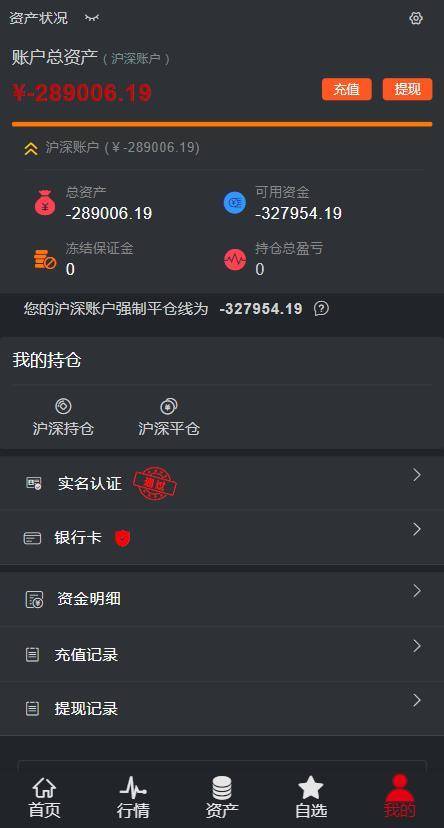 资产状况
账户总资产 (沪深账户)
¥-289006.19 充值 提现
沪深账户 (¥-289006.19)
总资产 可用资金
-289006.19 -327954.19
冻结保证金 持仓总盈亏
0 0
您的沪深账户强制平仓线为 -327954.19 ?
我的持仓
沪深持仓 沪深平仓
实名认证 通过
银行卡
资金明细
充值记录
提现记录
首页 行情 资产 自选 我的